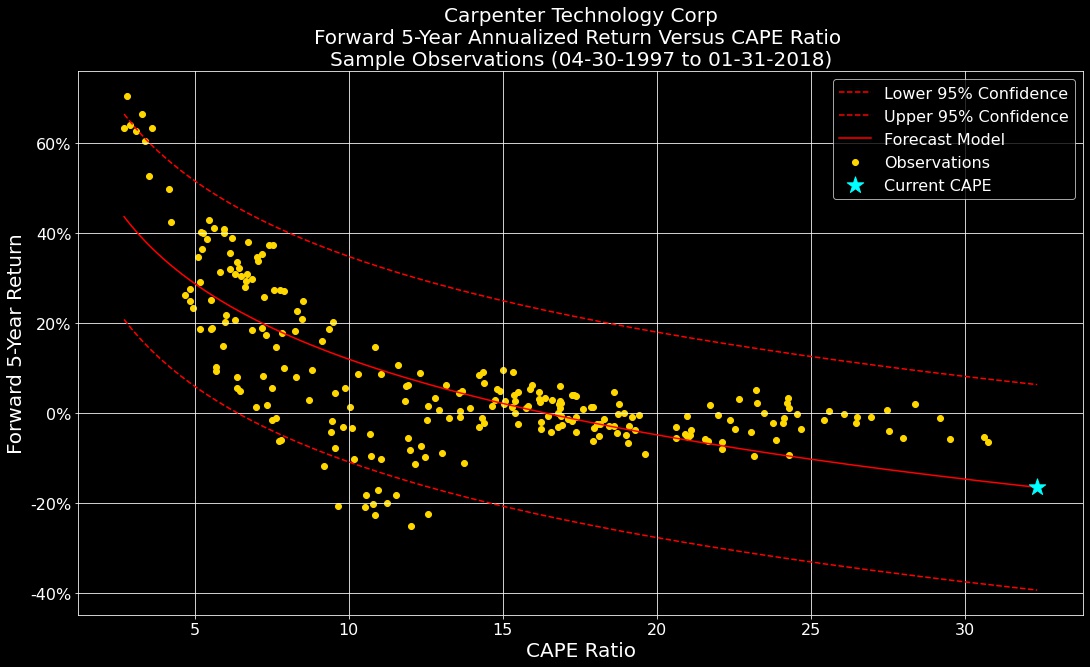 Carpenter Technology Corp
Forward 5-Year Annualized Return Versus CAPE Ratio
Sample Observations (04-30-1997 to 01-31-2018)
Lower 95% Confidence
Upper 95% Confidence
Forecast Model
Observations
Current CAPE
Forward 5-Year Return
60%
40%
20%
0%
-20%
-40%
5 10 15 20 25 30
CAPE Ratio